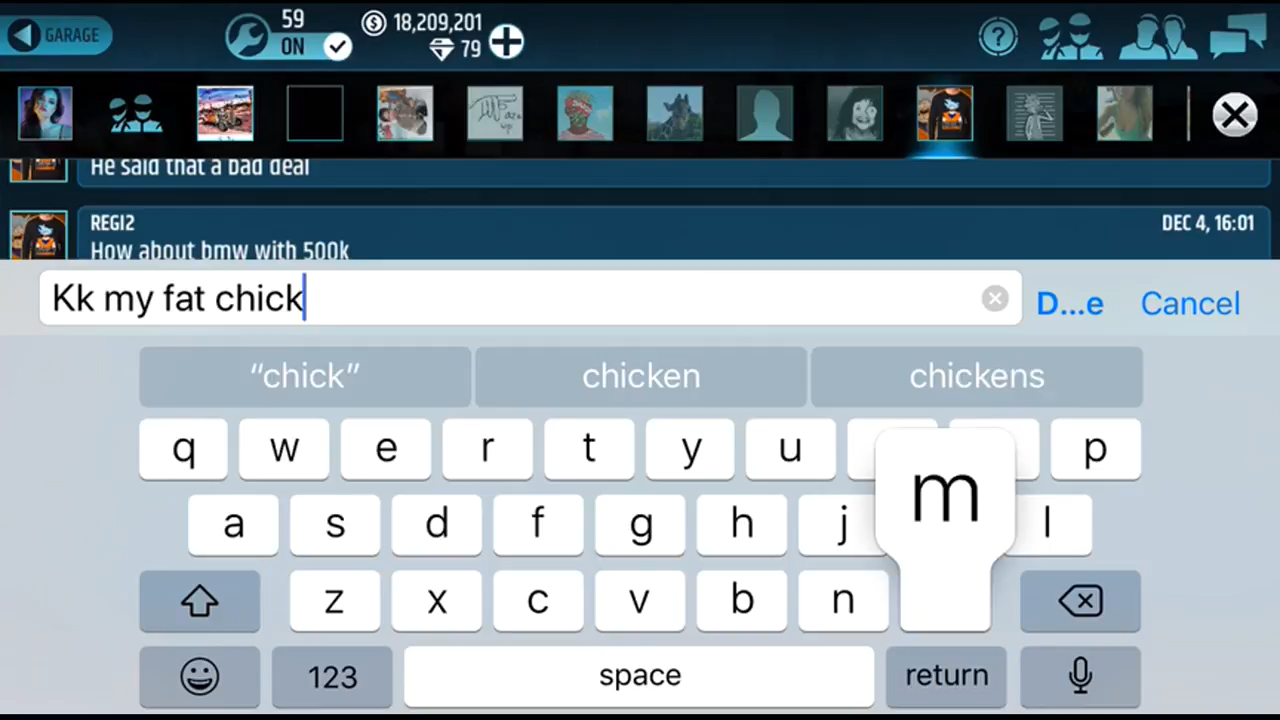 GARAGE
59
ON
18,209,201
79
He said that a bad deal
REGI2
DEC 4, 16:01
How about bmw with 500k
Kk my fat chick
D...e
Cancel
“chick”
chicken
chickens
q w e r t y u p
a s d f g h j l
m
z x c v b n
123
space
return